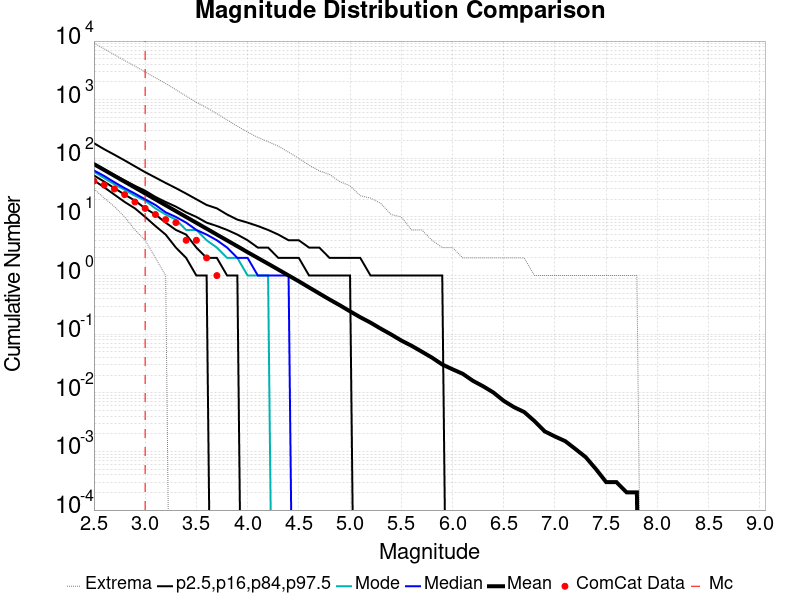 Magnitude Distribution Comparison
10^4
10^3
10^2
10^1
10^0
10^-1
10^-2
10^-3
10^-4
Cumulative Number
2.5 3.0 3.5 4.0 4.5 5.0 5.5 6.0 6.5 7.0 7.5 8.0 8.5 9.0
Magnitude
Extrema p2.5,p16,p84,p97.5 Mode Median Mean ComCat Data Mc